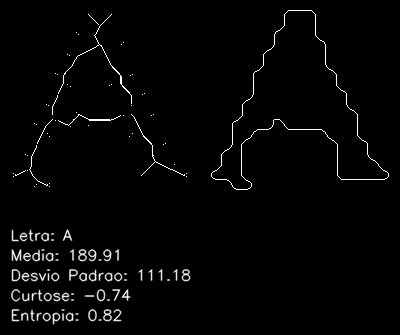 Letra: A
Media: 189.91
Desvio Padrao: 111.18
Curtose: -0.74
Entropia: 0.82